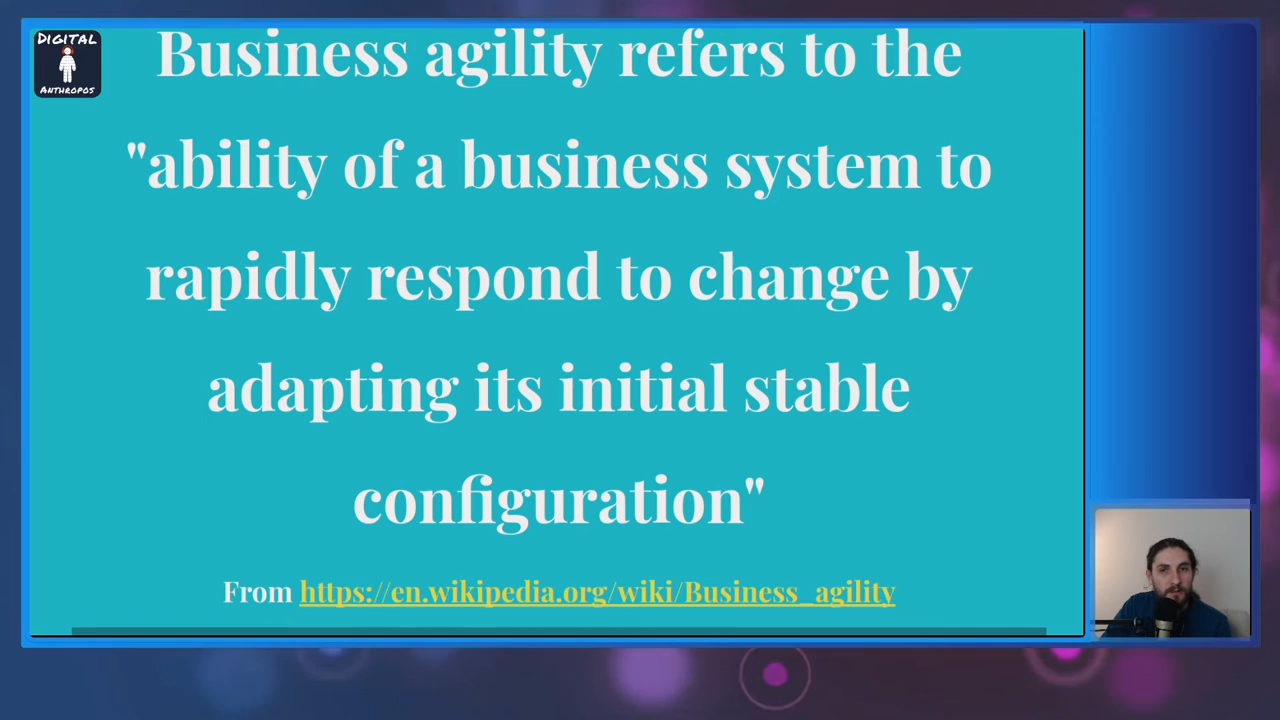 DIGITAL
ANTHROPOS
Business agility refers to the
"ability of a business system to
rapidly respond to change by
adapting its initial stable
configuration"
From https://en.wikipedia.org/wiki/Business_agility